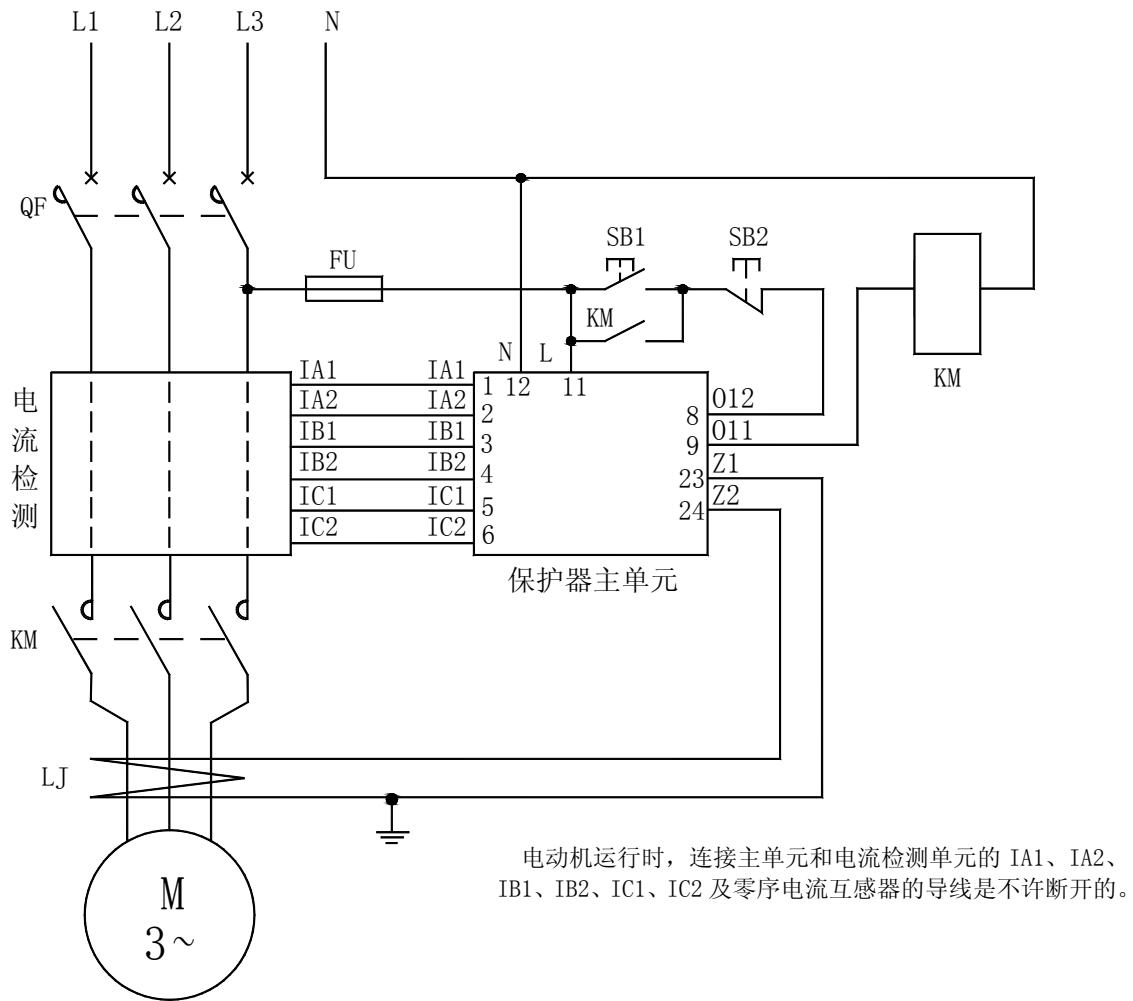 L1 L2 L3 N
QF
SB1 SB2
FU
KM
KM
N L
12 11
电流检测
IA1 IA1 1
IA2 IA2 2
IB1 IB1 3
IB2 IB2 4
IC1 IC1 5
IC2 IC2 6
8 O12
9 O11
23 Z1
24 Z2
保护器主单元
KM
LJ
M
3~
电动机运行时，连接主单元和电流检测单元的 IA1、IA2、
IB1、IB2、IC1、IC2 及零序电流互感器的导线是不许断开的。